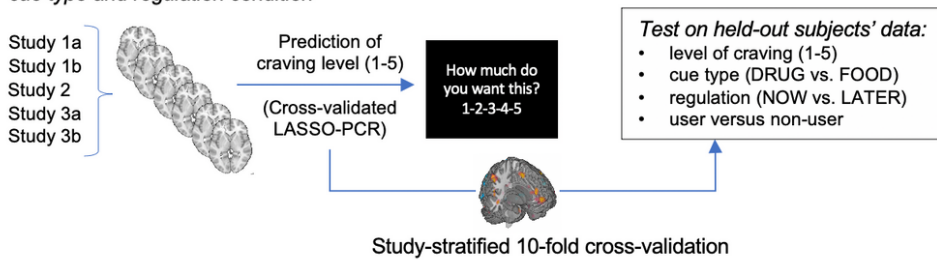 cue type and regulation condition
Study 1a
Study 1b
Study 2
Study 3a
Study 3b
Prediction of
craving level (1-5)
(Cross-validated
LASSO-PCR)
How much do
you want this?
1-2-3-4-5
Test on held-out subjects' data:
• level of craving (1-5)
• cue type (DRUG vs. FOOD)
• regulation (NOW vs. LATER)
• user versus non-user
Study-stratified 10-fold cross-validation